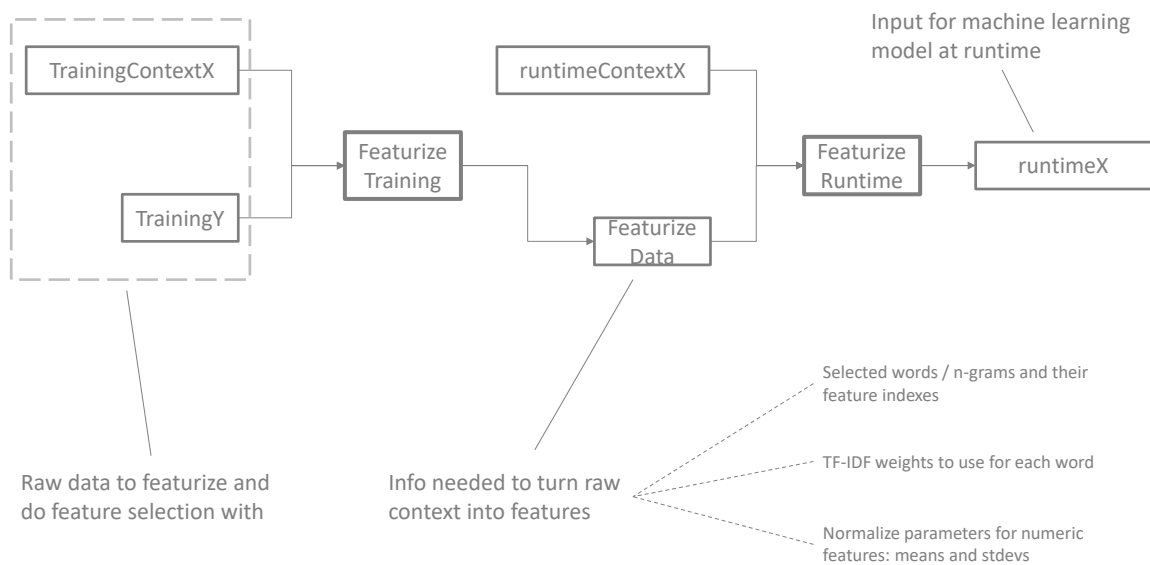 Input for machine learning
model at runtime
TrainingContextX
runtimeContextX
Featurize
Training
Featurize
Runtime
runtimeX
TrainingY
Featurize
Data
Selected words / n-grams and their
feature indexes
TF-IDF weights to use for each word
Raw data to featurize and
do feature selection with
Info needed to turn raw
context into features
Normalize parameters for numeric
features: means and stdevs